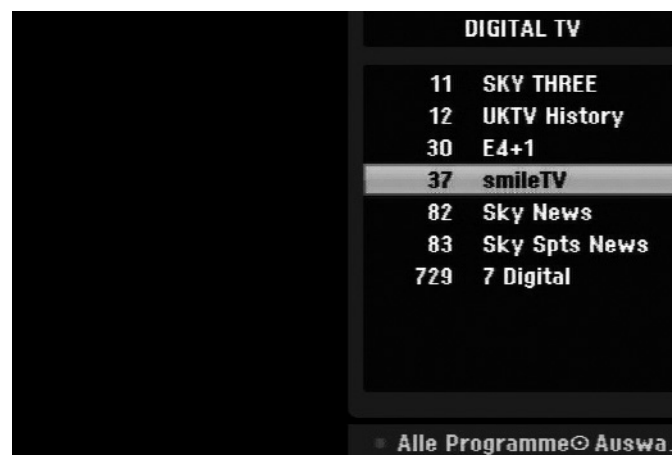 DIGITAL TV
11 SKY THREE
12 UKTV History
30 E4+1
37 smileTV
82 Sky News
83 Sky Spts News
729 7 Digital
Alle Programme⊙ Auswa